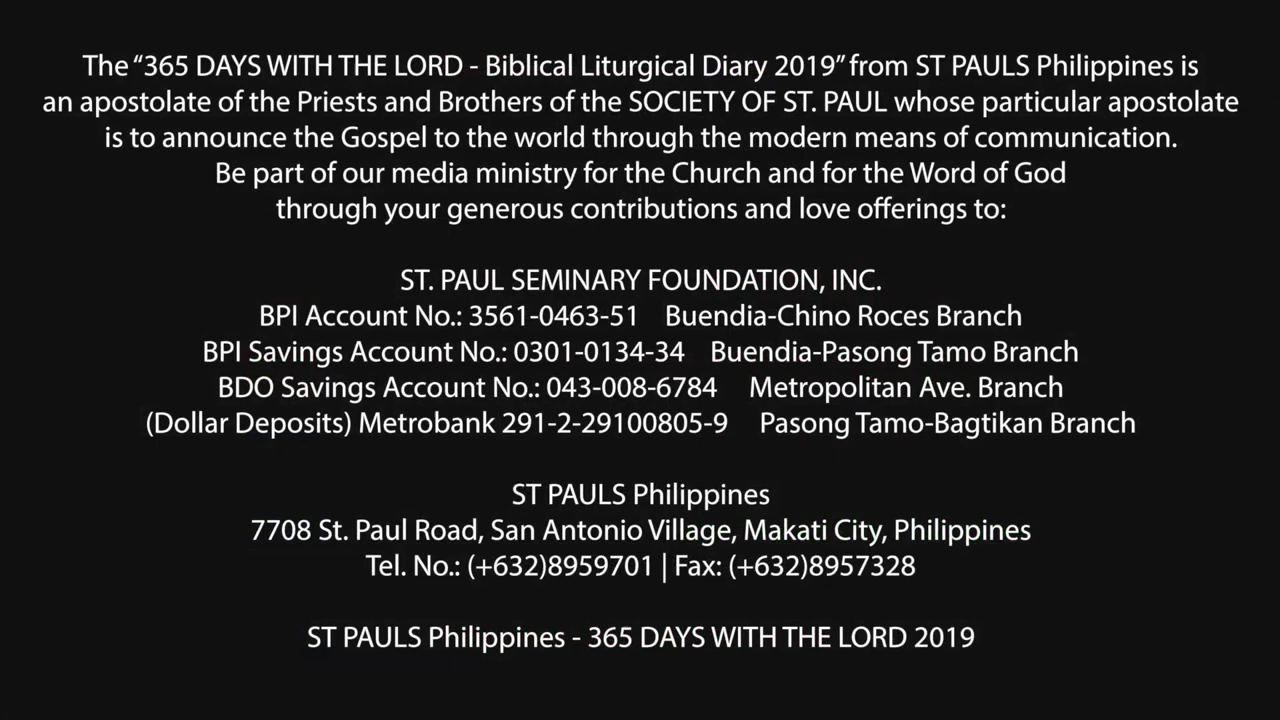 The “365 DAYS WITH THE LORD - Biblical Liturgical Diary 2019” from ST PAULS Philippines is
an apostolate of the Priests and Brothers of the SOCIETY OF ST. PAUL whose particular apostolate
is to announce the Gospel to the world through the modern means of communication.
Be part of our media ministry for the Church and for the Word of God
through your generous contributions and love offerings to:
ST. PAUL SEMINARY FOUNDATION, INC.
BPI Account No.: 3561-0463-51 Buendia-Chino Roces Branch
BPI Savings Account No.: 0301-0134-34 Buendia-Pasong Tamo Branch
BDO Savings Account No.: 043-008-6784 Metropolitan Ave. Branch
(Dollar Deposits) Metrobank 291-2-29100805-9 Pasong Tamo-Bagtikan Branch
ST PAULS Philippines
7708 St. Paul Road, San Antonio Village, Makati City, Philippines
Tel. No.: (+632)8959701 | Fax: (+632)8957328
ST PAULS Philippines - 365 DAYS WITH THE LORD 2019